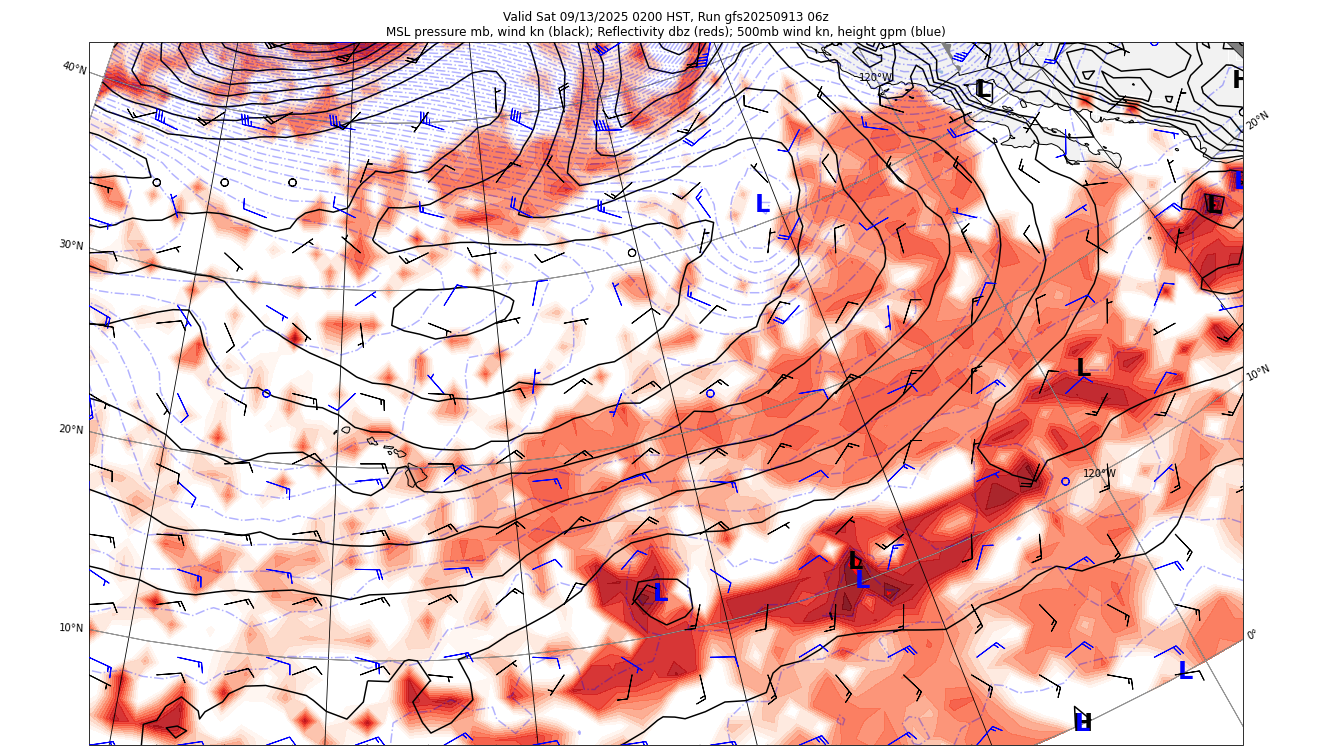 Valid Sat 09/13/2025 0200 HST, Run gfs20250913 06z
MSL pressure mb, wind kn (black); Reflectivity dbz (reds); 500mb wind kn, height gpm (blue)
40°N
120°W
L
H
20°N
L
L
L
L
30°N
L
10°N
20°N
120°W
L
L
L
10°N
0°
L
H
H